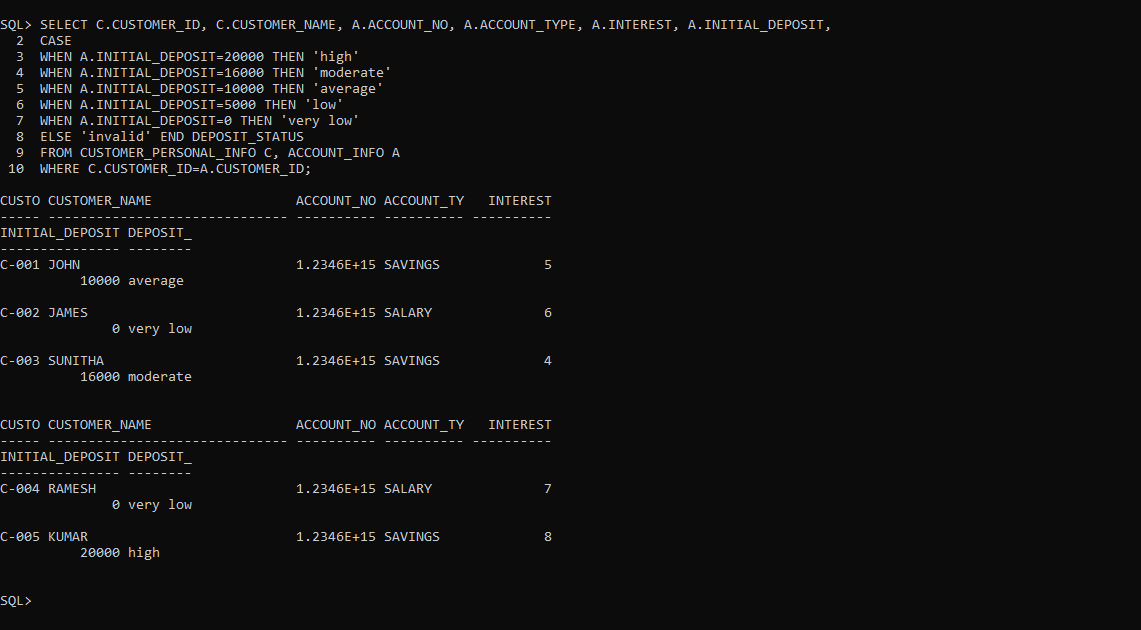 SQL> SELECT C.CUSTOMER_ID, C.CUSTOMER_NAME, A.ACCOUNT_NO, A.ACCOUNT_TYPE, A.INTEREST, A.INITIAL_DEPOSIT,
  2  CASE
  3  WHEN A.INITIAL_DEPOSIT=20000 THEN 'high'
  4  WHEN A.INITIAL_DEPOSIT=16000 THEN 'moderate'
  5  WHEN A.INITIAL_DEPOSIT=10000 THEN 'average'
  6  WHEN A.INITIAL_DEPOSIT=5000 THEN 'low'
  7  WHEN A.INITIAL_DEPOSIT=0 THEN 'very low'
  8  ELSE 'invalid' END DEPOSIT_STATUS
  9  FROM CUSTOMER_PERSONAL_INFO C, ACCOUNT_INFO A
 10  WHERE C.CUSTOMER_ID=A.CUSTOMER_ID;

CUSTO CUSTOMER_NAME                  ACCOUNT_NO ACCOUNT_TY   INTEREST
----- ------------------------------ ---------- ---------- ----------
INITIAL_DEPOSIT DEPOSIT_
--------------- --------
C-001 JOHN                           1.2346E+15 SAVINGS             5
          10000 average

C-002 JAMES                          1.2346E+15 SALARY              6
              0 very low

C-003 SUNITHA                        1.2346E+15 SAVINGS             4
          16000 moderate


CUSTO CUSTOMER_NAME                  ACCOUNT_NO ACCOUNT_TY   INTEREST
----- ------------------------------ ---------- ---------- ----------
INITIAL_DEPOSIT DEPOSIT_
--------------- --------
C-004 RAMESH                         1.2346E+15 SALARY              7
              0 very low

C-005 KUMAR                          1.2346E+15 SAVINGS             8
          20000 high


SQL>